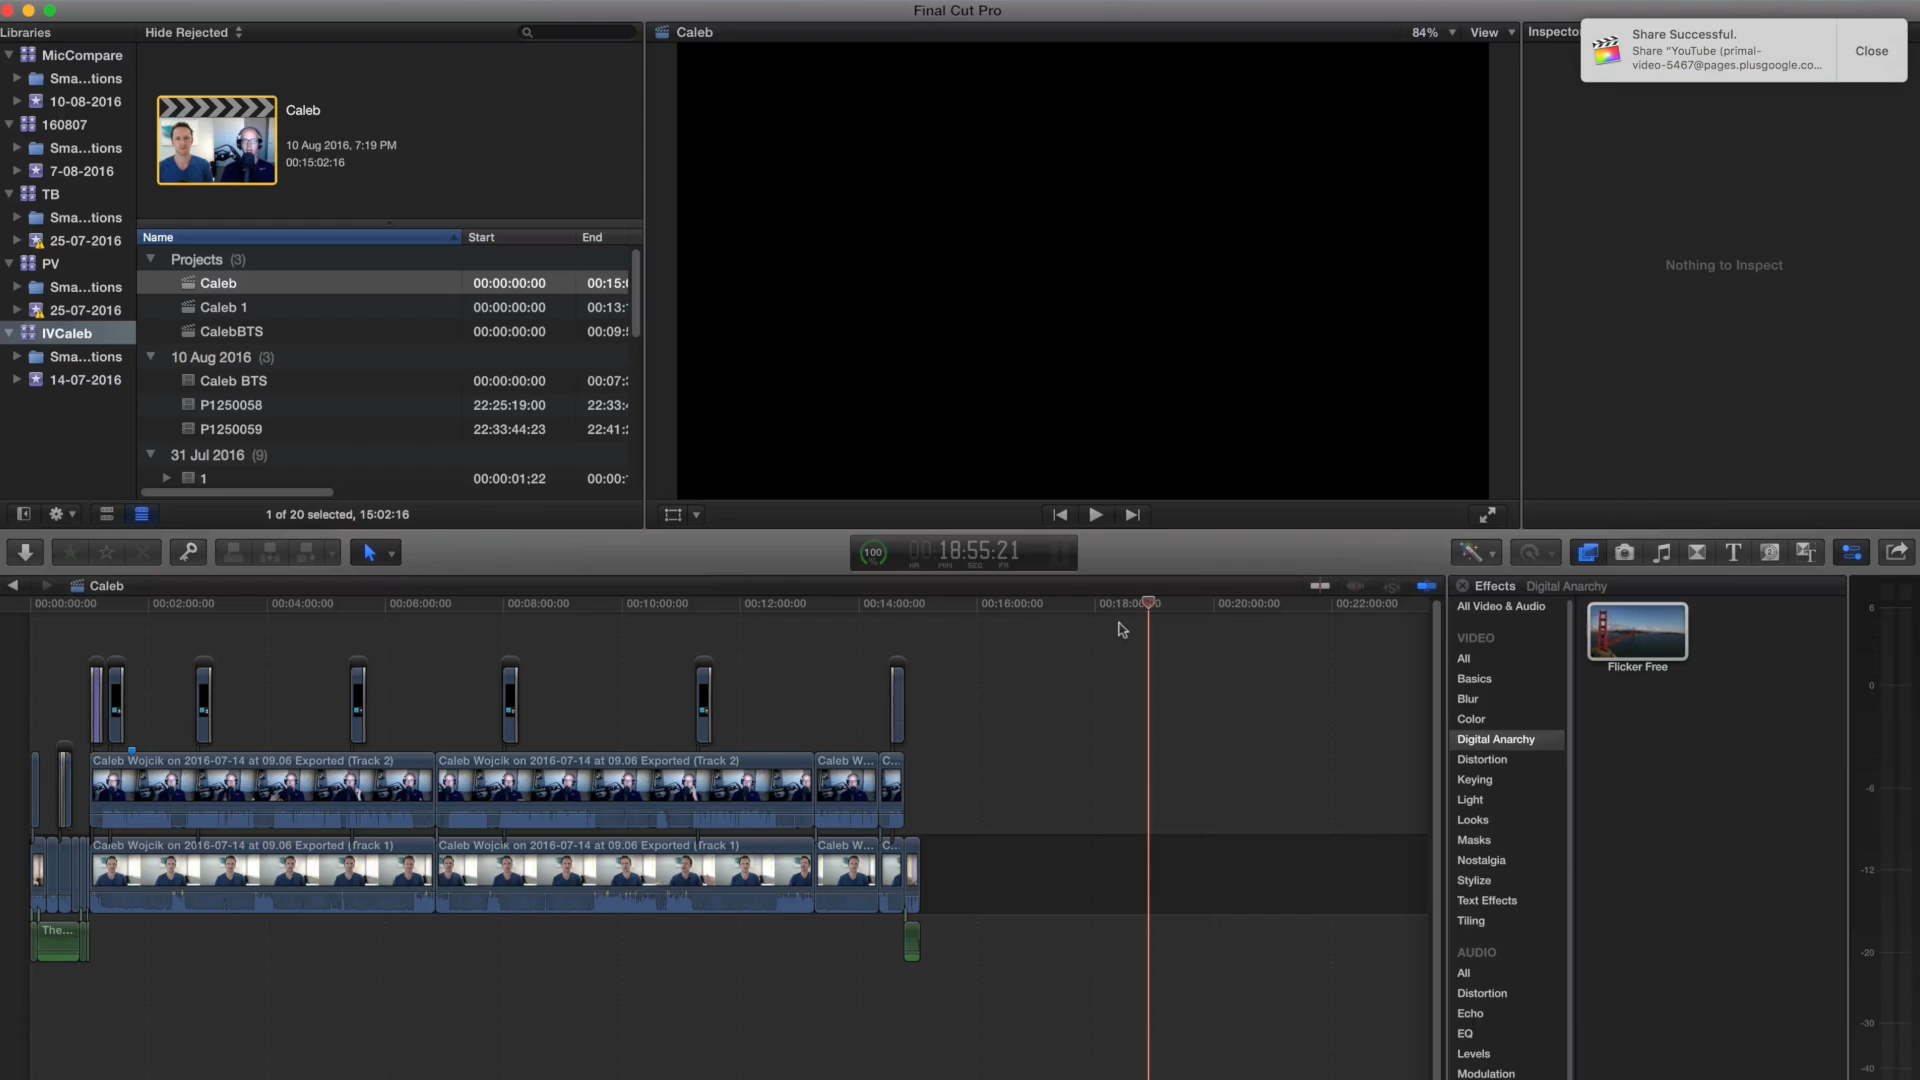 Final Cut Pro
Libraries
Hide Rejected
Caleb
84%
View
Inspecto
Share Successful.
Share "YouTube (primal-
video-5467@pages.plusgoogle.co...
Close
MicCompare
Sma...tions
10-08-2016
160807
Sma...tions
7-08-2016
TB
Sma...tions
25-07-2016
PV
Sma...tions
25-07-2016
IVCaleb
Sma...tions
14-07-2016
Caleb
10 Aug 2016, 7:19 PM
00:15:02:16
Name Start End
Projects (3)
Caleb 00:00:00:00 00:15:
Caleb 1 00:00:00:00 00:13:
CalebBTS 00:00:00:00 00:09:
10 Aug 2016 (3)
Caleb BTS 00:00:00:00 00:07:
P1250058 22:25:19:00 22:33:
P1250059 22:33:44:23 22:41:
31 Jul 2016 (9)
1 00:00:01;22 00:00:
1 of 20 selected, 15:02:16
Nothing to Inspect
100
%
00:18:55:21
HR MIN SEC FR
Caleb
00:00:00:00 00:02:00:00 00:04:00:00 00:06:00:00 00:08:00:00 00:10:00:00 00:12:00:00 00:14:00:00 00:16:00:00 00:18:0 00:20:00:00 00:22:00:00
Caleb Wojcik on 2016-07-14 at 09.06 Exported (Track 2)
Caleb Wojcik on 2016-07-14 at 09.06 Exported (Track 2)
Caleb W...
C...
Caleb Wojcik on 2016-07-14 at 09.06 Exported (Track 1)
Caleb Wojcik on 2016-07-14 at 09.06 Exported (Track 1)
Caleb W...
C...
The...
Effects Digital Anarchy
All Video & Audio
VIDEO
All
Basics
Blur
Color
Digital Anarchy
Distortion
Keying
Light
Looks
Masks
Nostalgia
Stylize
Text Effects
Tiling
AUDIO
All
Distortion
Echo
EQ
Levels
Modulation
Flicker Free
6
0
-6
-12
-20
-30
-40